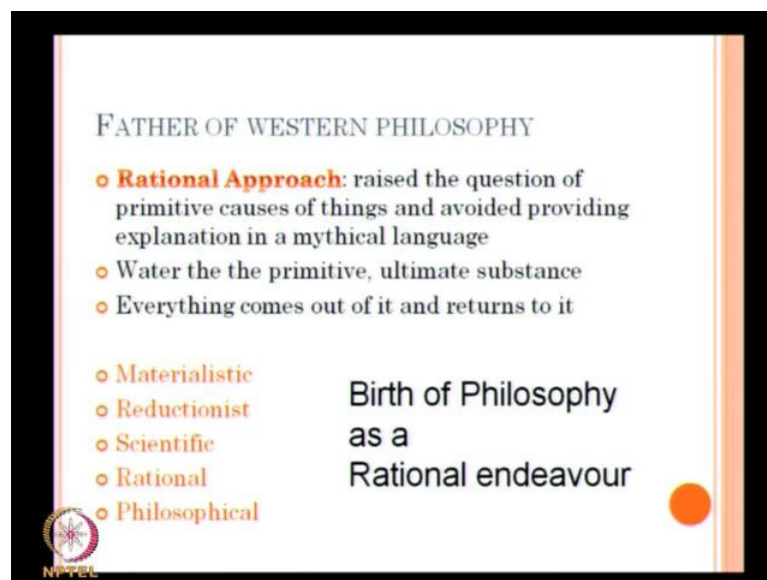 FATHER OF WESTERN PHILOSOPHY
Rational Approach: raised the question of
primitive causes of things and avoided providing
explanation in a mythical language
Water the the primitive, ultimate substance
Everything comes out of it and returns to it
Materialistic
Reductionist
Scientific
Rational
Philosophical
Birth of Philosophy
as a
Rational endeavour
NPTEL